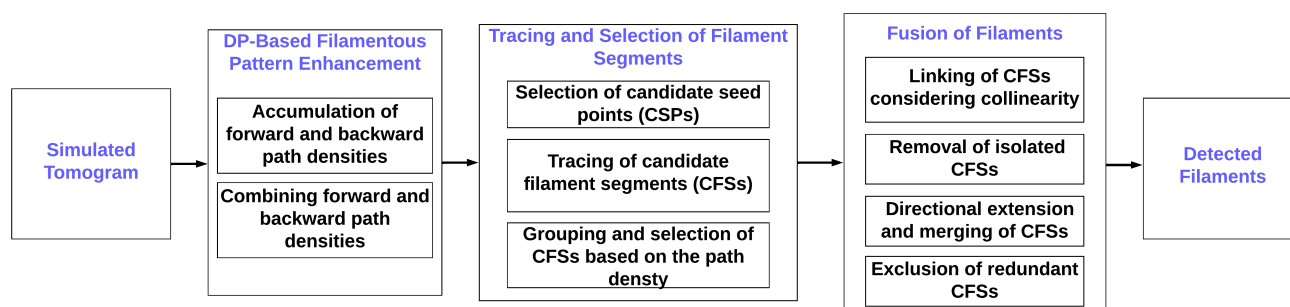 Simulated
Tomogram
DP-Based Filamentous
Pattern Enhancement
Accumulation of
forward and backward
path densities
Combining forward and
backward path
densities
Tracing and Selection of Filament
Segments
Selection of candidate seed
points (CSPs)
Tracing of candidate
filament segments (CFSs)
Grouping and selection of
CFSs based on the path
densty
Fusion of Filaments
Linking of CFSs
considering collinearity
Removal of isolated
CFSs
Directional extension
and merging of CFSs
Exclusion of redundant
CFSs
Detected
Filaments